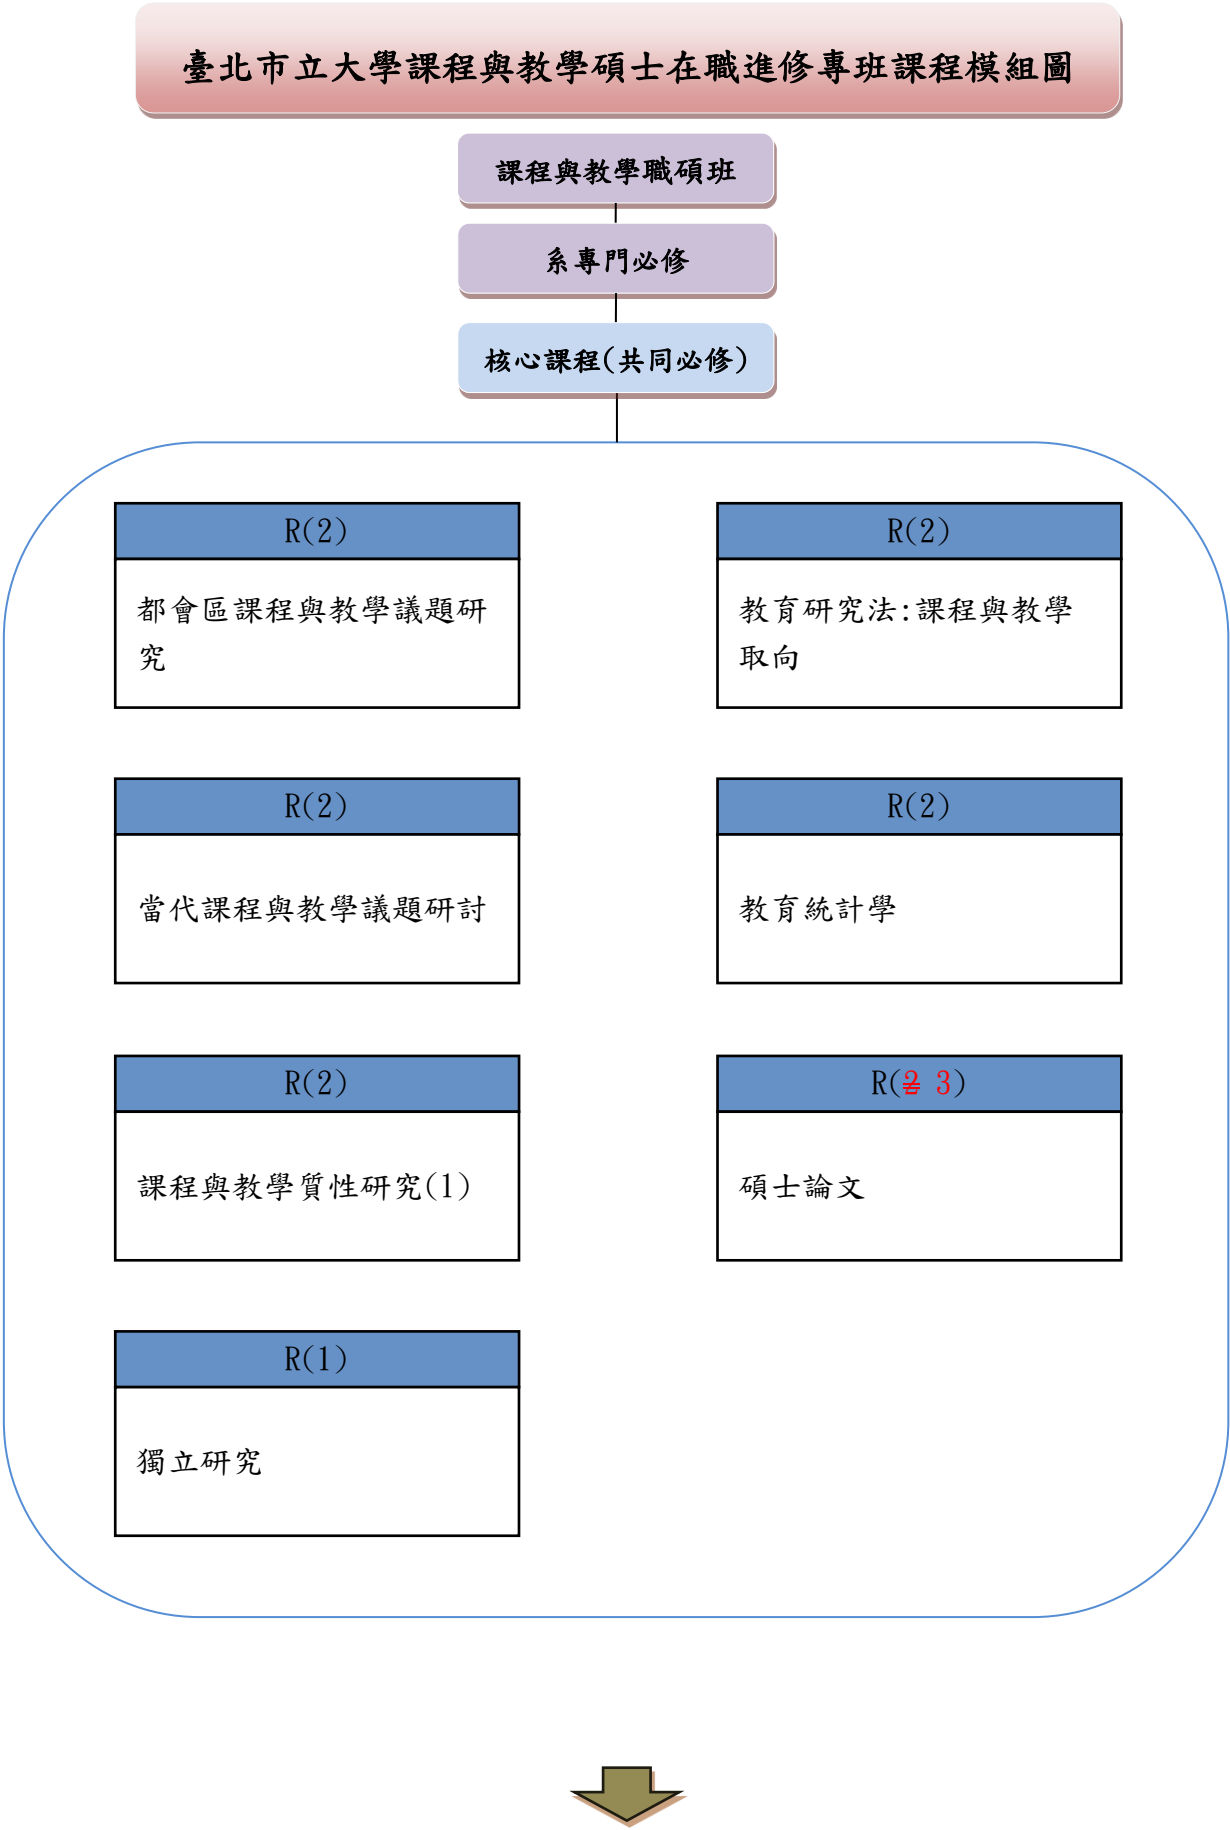 臺北市立大學課程與教學碩士在職進修專班課程模組圖
課程與教學職碩班
系專門必修
核心課程(共同必修)
R(2)
都會區課程與教學議題研
究
R(2)
教育研究法:課程與教學
取向
R(2)
當代課程與教學議題研討
R(2)
教育統計學
R(2)
課程與教學質性研究(1)
R(2 3)
碩士論文
R(1)
獨立研究